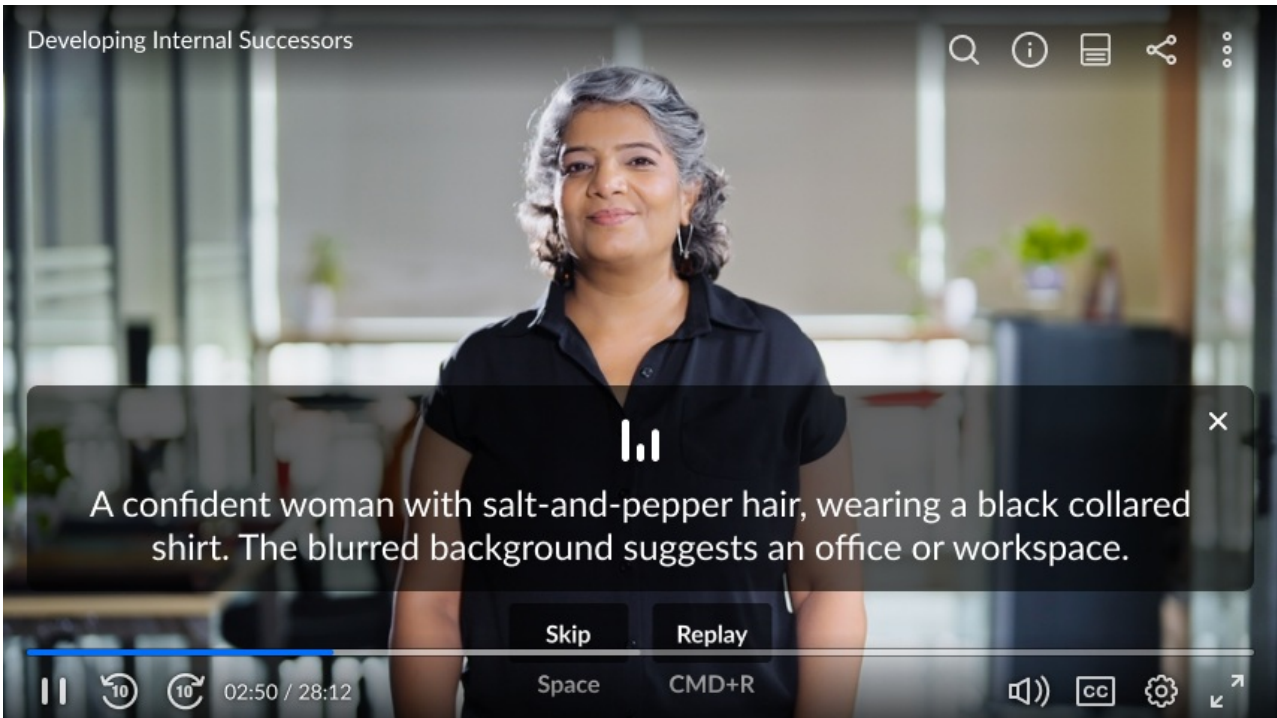 Developing Internal Successors
A confident woman with salt-and-pepper hair, wearing a black collared
shirt. The blurred background suggests an office or workspace.
Skip Replay
10 10 02:50 / 28:12 Space CMD+R CC